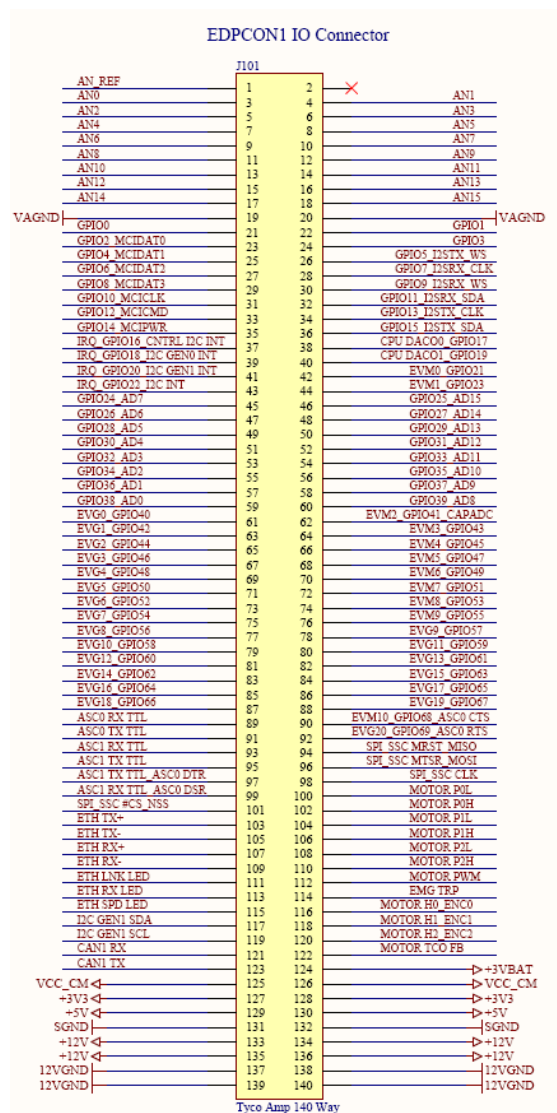 EDPCON1 IO Connector
J101
AN_REF 1 2
AN0 3 4 AN1
AN2 5 6 AN3
AN4 7 8 AN5
AN6 9 10 AN7
AN8 11 12 AN9
AN10 13 14 AN11
AN12 15 16 AN13
AN14 17 18 AN15
VAGND 19 20 VAGND
GPIO0 21 22 GPIO1
GPIO2_MCIDAT0 23 24 GPIO3
GPIO4_MCIDAT1 25 26 GPIO5_I2STX_WS
GPIO6_MCIDAT2 27 28 GPIO7_I2SRX_CLK
GPIO8_MCIDAT3 29 30 GPIO9_I2SRX_WS
GPIO10_MCICLK 31 32 GPIO11_I2SRX_SDA
GPIO12_MCICMD 33 34 GPIO13_I2STX_CLK
GPIO14_MCIPWR 35 36 GPIO15_I2STX_SDA
IRQ_GPIO16_CNTRL I2C INT 37 38 CPU DACO0_GPIO17
IRQ_GPIO18_I2C GEN0 INT 39 40 CPU DACO1_GPIO19
IRQ_GPIO20_I2C GEN1 INT 41 42 EVM0_GPIO21
IRQ_GPIO22_I2C INT 43 44 EVM1_GPIO23
GPIO24_AD7 45 46 GPIO25_AD15
GPIO26_AD6 47 48 GPIO27_AD14
GPIO28_AD5 49 50 GPIO29_AD13
GPIO30_AD4 51 52 GPIO31_AD12
GPIO32_AD3 53 54 GPIO33_AD11
GPIO34_AD2 55 56 GPIO35_AD10
GPIO36_AD1 57 58 GPIO37_AD9
GPIO38_AD0 59 60 GPIO39_AD8
EVG0_GPIO40 61 62 EVM2_GPIO41_CAPADC
EVG1_GPIO42 63 64 EVM3_GPIO43
EVG2_GPIO44 65 66 EVM4_GPIO45
EVG3_GPIO46 67 68 EVM5_GPIO47
EVG4_GPIO48 69 70 EVM6_GPIO49
EVG5_GPIO50 71 72 EVM7_GPIO51
EVG6_GPIO52 73 74 EVM8_GPIO53
EVG7_GPIO54 75 76 EVM9_GPIO55
EVG8_GPIO56 77 78 EVG9_GPIO57
EVG10_GPIO58 79 80 EVG11_GPIO59
EVG12_GPIO60 81 82 EVG13_GPIO61
EVG14_GPIO62 83 84 EVG15_GPIO63
EVG16_GPIO64 85 86 EVG17_GPIO65
EVG18_GPIO66 87 88 EVG19_GPIO67
ASC0 RX TTL 89 90 EVM10_GPIO68_ASC0 CTS
ASC0 TX TTL 91 92 EVG20_GPIO69_ASC0 RTS
ASC1 RX TTL 93 94 SPI_SSC MRST_MISO
ASC1 TX TTL 95 96 SPI_SSC MTSR_MOSI
ASC1 TX TTL_ASC0 DTR 97 98 SPI_SSC CLK
ASC1 RX TTL_ASC0 DSR 99 100 MOTOR P0L
SPI_SSC #CS_NSS 101 102 MOTOR P0H
ETH TX+ 103 104 MOTOR P1L
ETH TX- 105 106 MOTOR P1H
ETH RX+ 107 108 MOTOR P2L
ETH RX- 109 110 MOTOR P2H
ETH LNK LED 111 112 MOTOR PWM
ETH RX LED 113 114 EMG TRP
ETH SPD LED 115 116 MOTOR H0_ENC0
I2C GEN1 SDA 117 118 MOTOR H1_ENC1
I2C GEN1 SCL 119 120 MOTOR H2_ENC2
CAN1 RX 121 122 MOTOR TCO FB
CAN1 TX 123 124 +3VBAT
VCC_CM 125 126 VCC_CM
+3V3 127 128 +3V3
+5V 129 130 +5V
SGND 131 132 SGND
+12V 133 134 +12V
+12V 135 136 +12V
12VGND 137 138 12VGND
12VGND 139 140 12VGND
Tyco Amp 140 Way